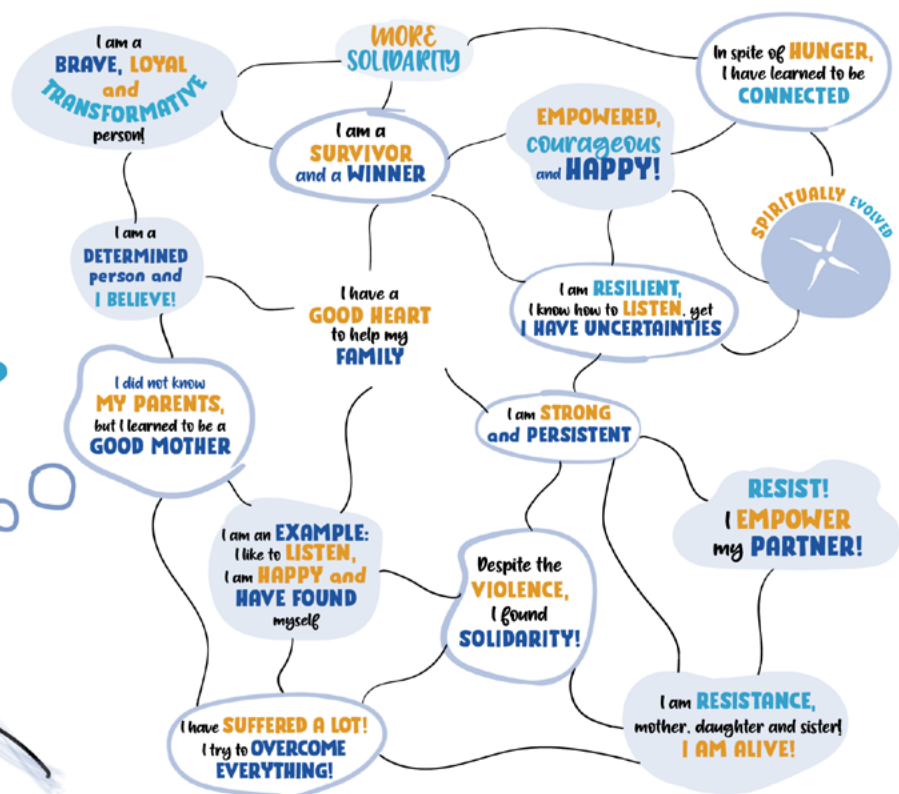 I am a
BRAVE, LOYAL
and
TRANSFORMATIVE
person!
MORE
SOLIDARITY
In spite of HUNGER,
I have learned to be
CONNECTED
I am a
SURVIVOR
and a WINNER
EMPOWERED,
courageous
and HAPPY!
SPIRITUALLY EVOLVED
I am a
DETERMINED
person and
I BELIEVE!
I have a
GOOD HEART
to help my
FAMILY
I am RESILIENT,
I know how to LISTEN, yet
I HAVE UNCERTAINTIES
I did not know
MY PARENTS,
but I learned to be a
GOOD MOTHER
I am STRONG
and PERSISTENT
RESIST!
I EMPOWER
my PARTNER!
I am an EXAMPLE:
I like to LISTEN,
I am HAPPY and
HAVE FOUND
myself
Despite the
VIOLENCE,
I found
SOLIDARITY!
I have SUFFERED A LOT!
I try to OVERCOME
EVERYTHING!
I am RESISTANCE,
mother, daughter and sister!
I AM ALIVE!